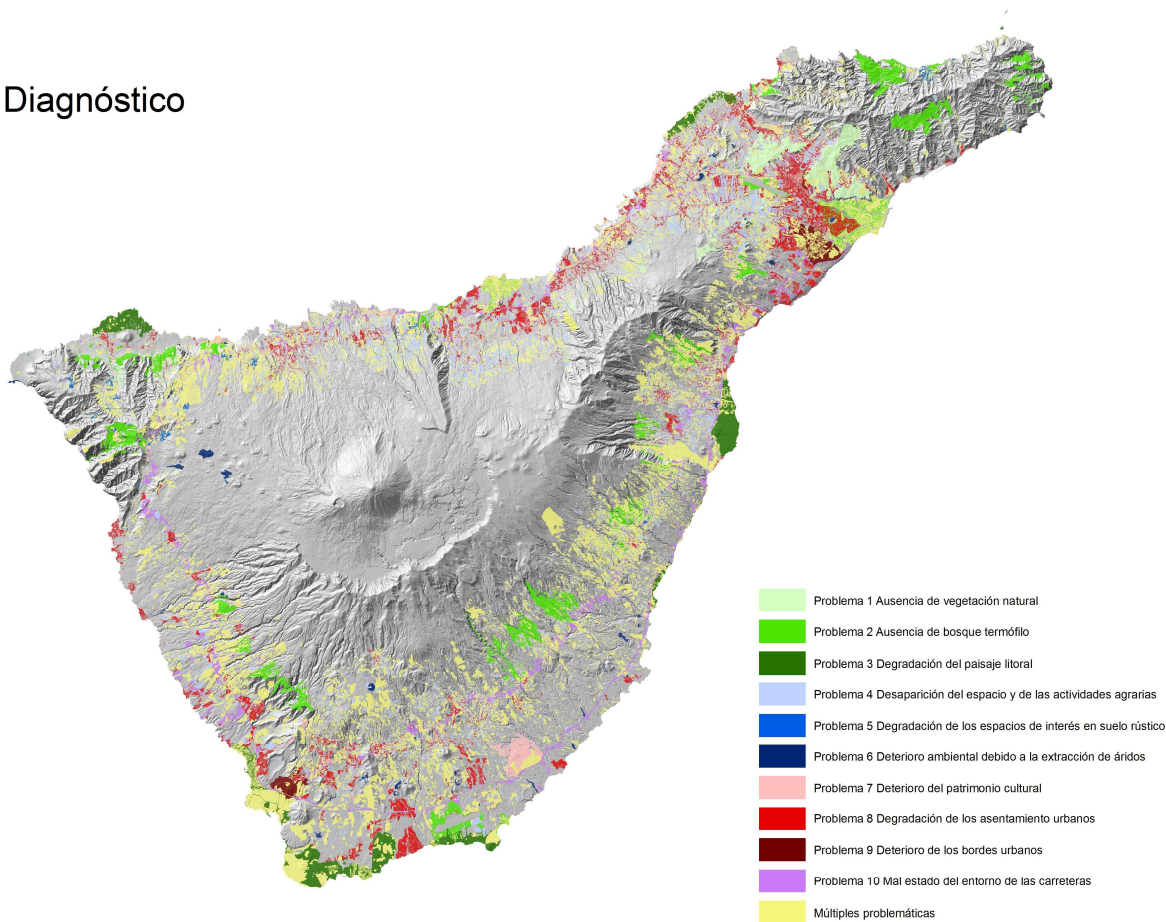 Diagnóstico
Problema 1 Ausencia de vegetación natural
Problema 2 Ausencia de bosque termófilo
Problema 3 Degradación del paisaje litoral
Problema 4 Desaparición del espacio y de las actividades agrarias
Problema 5 Degradación de los espacios de interés en suelo rústico
Problema 6 Deterioro ambiental debido a la extracción de áridos
Problema 7 Deterioro del patrimonio cultural
Problema 8 Degradación de los asentamiento urbanos
Problema 9 Deterioro de los bordes urbanos
Problema 10 Mal estado del entorno de las carreteras
Múltiples problemáticas